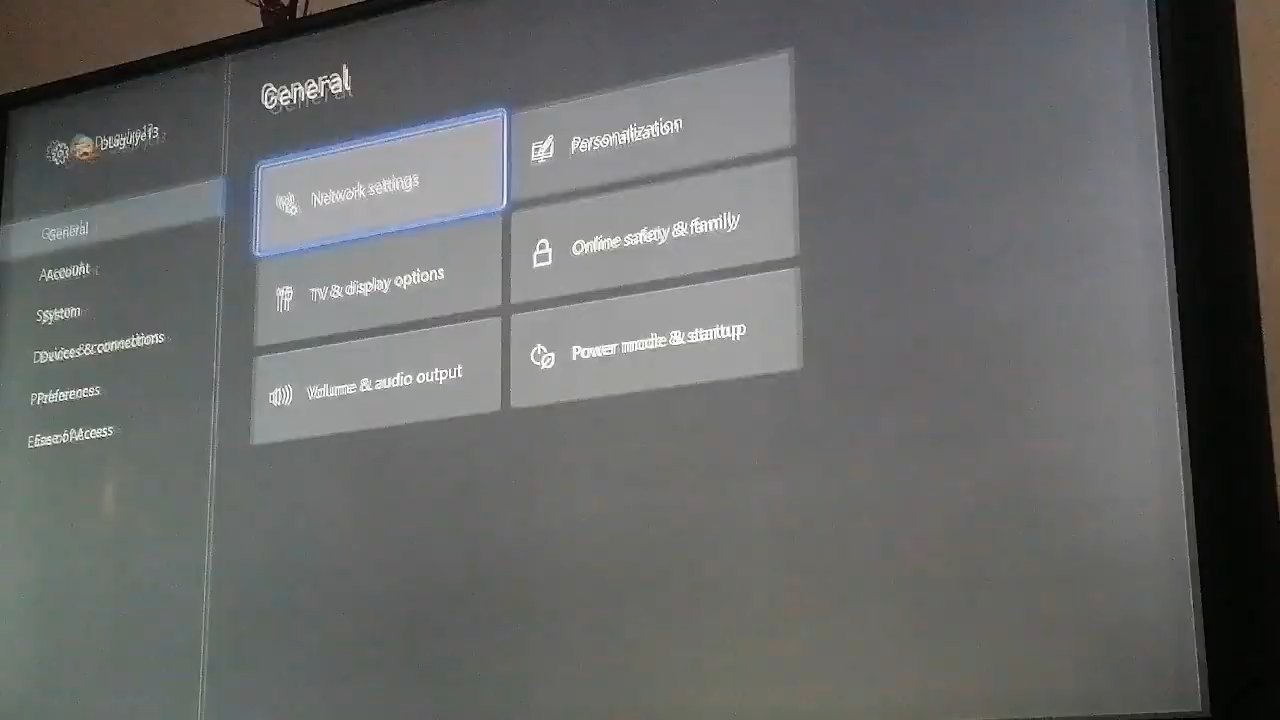 General
General
Account
System
Devices & connections
Preferences
Ease of Access
Network settings
TV & display options
Volume & audio output
Personalization
Online safety & family
Power mode & startup